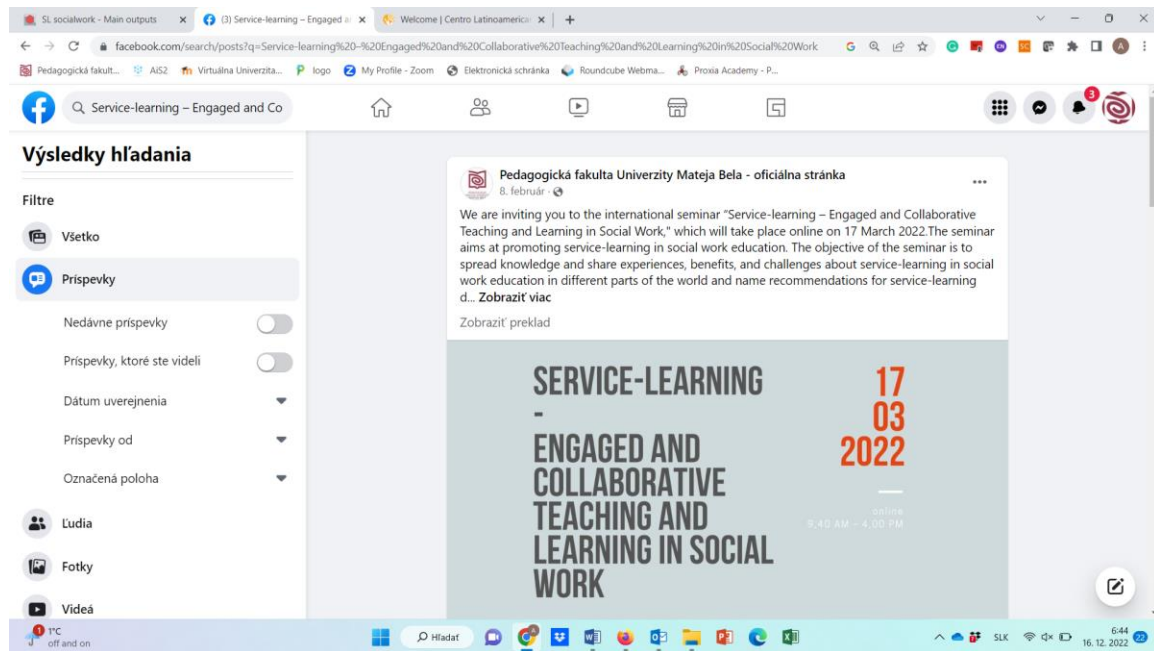 SL socialwork - Main outputs
(3) Service-learning – Engaged a
Welcome | Centro Latinoamerica
facebook.com/search/posts?q=Service-learning%20-%20Engaged%20and%20Collaborative%20Teaching%20and%20Learning%20in%20Social%20Work
Pedagogická fakult...
AiS2
Virtuálna Univerzita...
logo
My Profile - Zoom
Elektronická schránka
Roundcube Webma...
Proxia Academy - P...
Service-learning – Engaged and Co
3
Výsledky hľadania
Filtre
Všetko
Príspevky
Nedávne príspevky
Príspevky, ktoré ste videli
Dátum uverejnenia
Príspevky od
Označená poloha
Ľudia
Fotky
Videá
Pedagogická fakulta Univerzity Mateja Bela - oficiálna stránka
8. február ·
We are inviting you to the international seminar "Service-learning – Engaged and Collaborative
Teaching and Learning in Social Work," which will take place online on 17 March 2022.The seminar
aims at promoting service-learning in social work education. The objective of the seminar is to
spread knowledge and share experiences, benefits, and challenges about service-learning in social
work education in different parts of the world and name recommendations for service-learning
d... Zobraziť viac
Zobraziť preklad
SERVICE-LEARNING
-
ENGAGED AND
COLLABORATIVE
TEACHING AND
LEARNING IN SOCIAL
WORK
17
03
2022
online
9.40 AM – 4.00 PM
1
1°C
off and on
Hľadať
SLK
6:44
16. 12. 2022
22